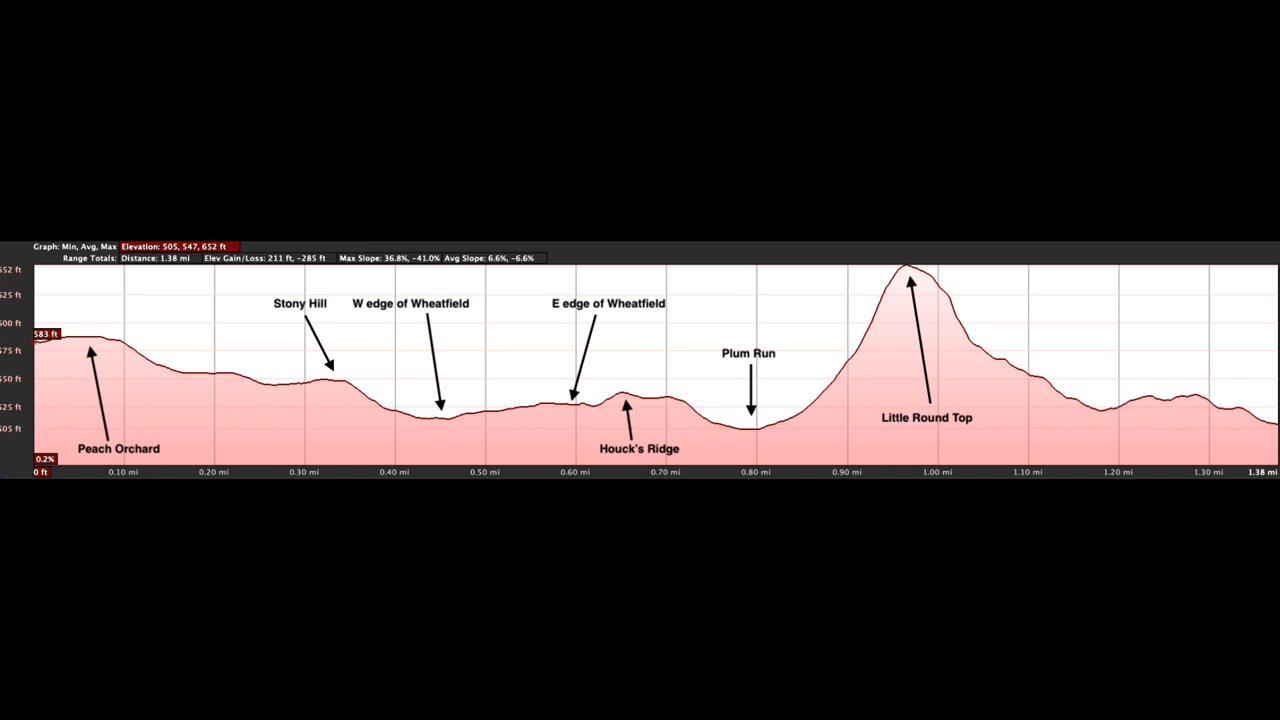 Graph: Min, Avg, Max Elevation: 505, 547, 652 ft
Range Totals: Distance: 1.38 mi Elev Gain/Loss: 211 ft, -285 ft Max Slope: 36.8%, -41.0% Avg Slope: 6.6%, -6.6%
652 ft
625 ft
600 ft
583 ft
575 ft
550 ft
525 ft
505 ft
Stony Hill
W edge of Wheatfield
E edge of Wheatfield
Plum Run
Little Round Top
Peach Orchard
Houck's Ridge
0.2%
0 ft 0.10 mi 0.20 mi 0.30 mi 0.40 mi 0.50 mi 0.60 mi 0.70 mi 0.80 mi 0.90 mi 1.00 mi 1.10 mi 1.20 mi 1.30 mi 1.38 mi